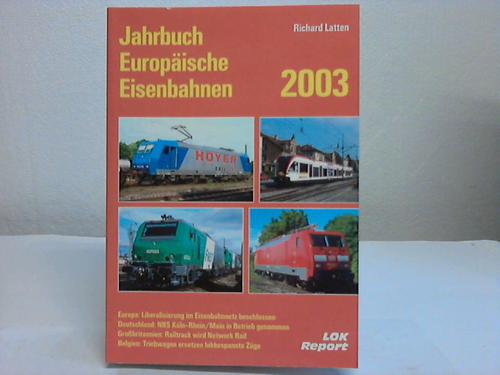 Jahrbuch
Europäische
Eisenbahnen
Richard Latten
2003
HOYER
RAIL
Europa: Liberalisierung im Eisenbahnnetz beschlossen
Deutschland: NBS Köln-Rhein/Main in Betrieb genommen
Großbritannien: Railtrack wird Network Rail
Belgien: Triebwagen ersetzen lokbespannte Züge
LOK
Report